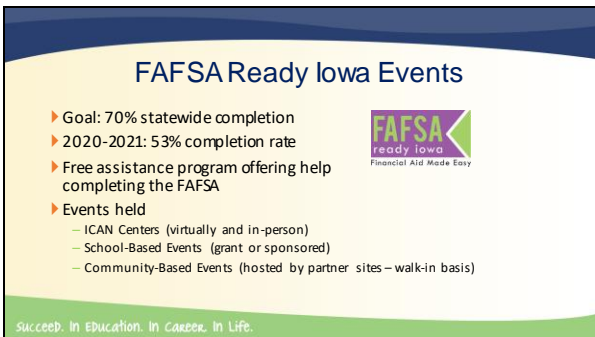 FAFSA Ready Iowa Events
Goal: 70% statewide completion
2020-2021: 53% completion rate
Free assistance program offering help
completing the FAFSA
Events held
– ICAN Centers (virtually and in-person)
– School-Based Events (grant or sponsored)
– Community-Based Events (hosted by partner sites – walk-in basis)
FAFSA
ready iowa
Financial Aid Made Easy
Succeed. In Education. In Career. In Life.